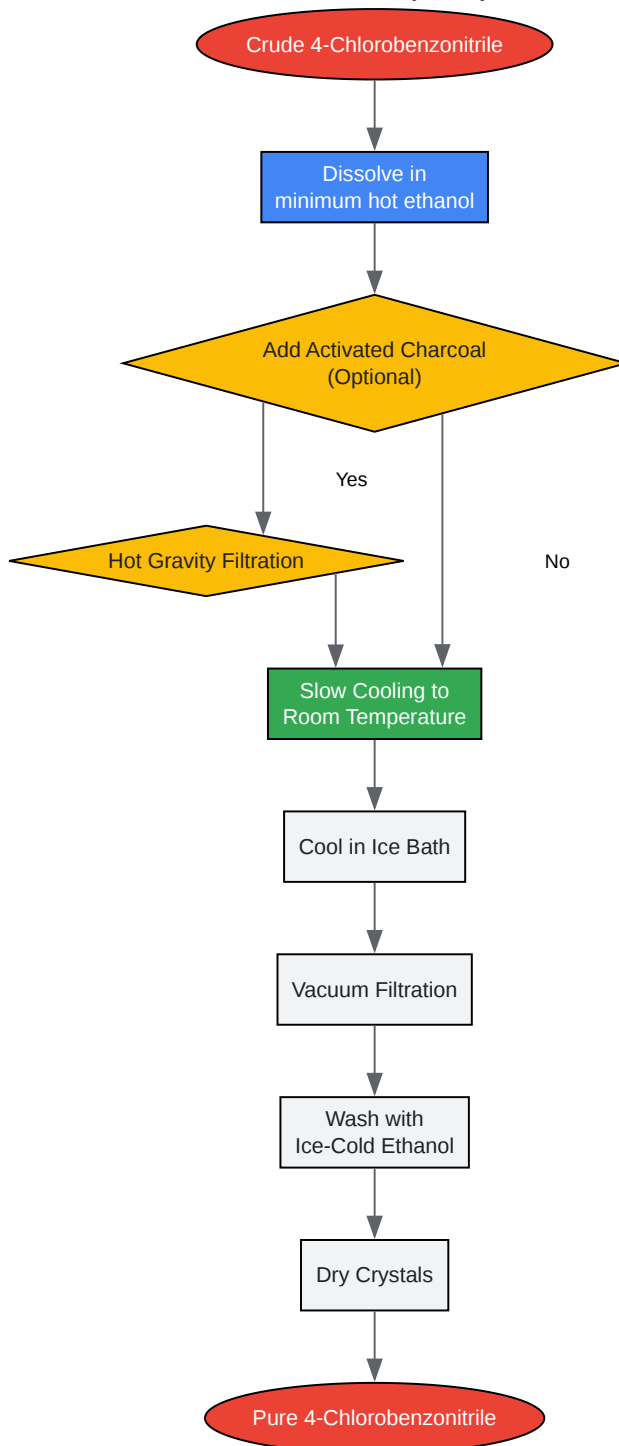 Crude 4-Chlorobenzonitrile
Dissolve in
minimum hot ethanol
Add Activated Charcoal
(Optional)
Yes
Hot Gravity Filtration
No
Slow Cooling to
Room Temperature
Cool in Ice Bath
Vacuum Filtration
Wash with
Ice-Cold Ethanol
Dry Crystals
Pure 4-Chlorobenzonitrile